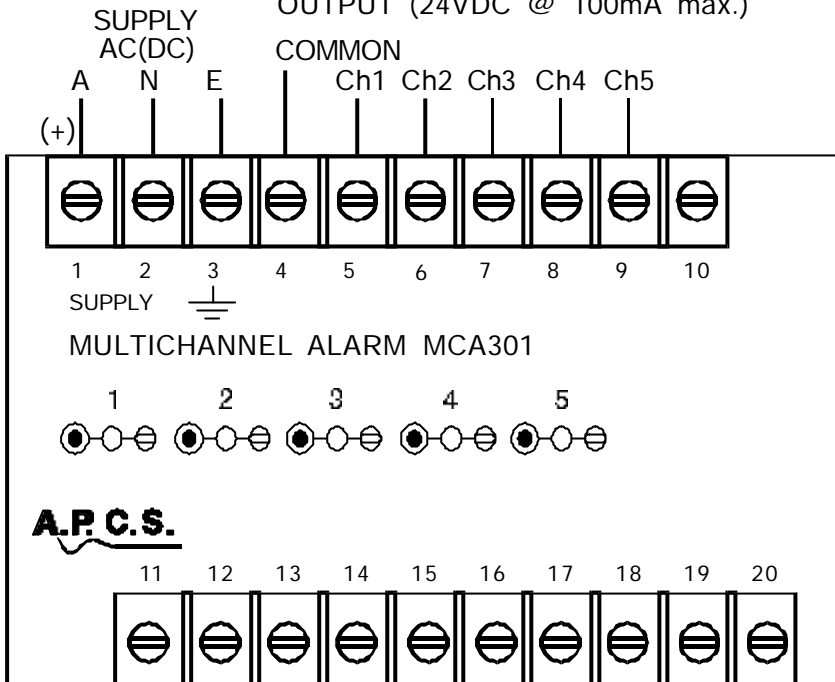 OUTPUT (24VDC @ 100mA max.)
SUPPLY
AC(DC)
COMMON
A N E Ch1 Ch2 Ch3 Ch4 Ch5
(+)
1 2 3 4 5 6 7 8 9 10
SUPPLY
MULTICHANNEL ALARM MCA301
1 2 3 4 5
A.P.C.S.
11 12 13 14 15 16 17 18 19 20